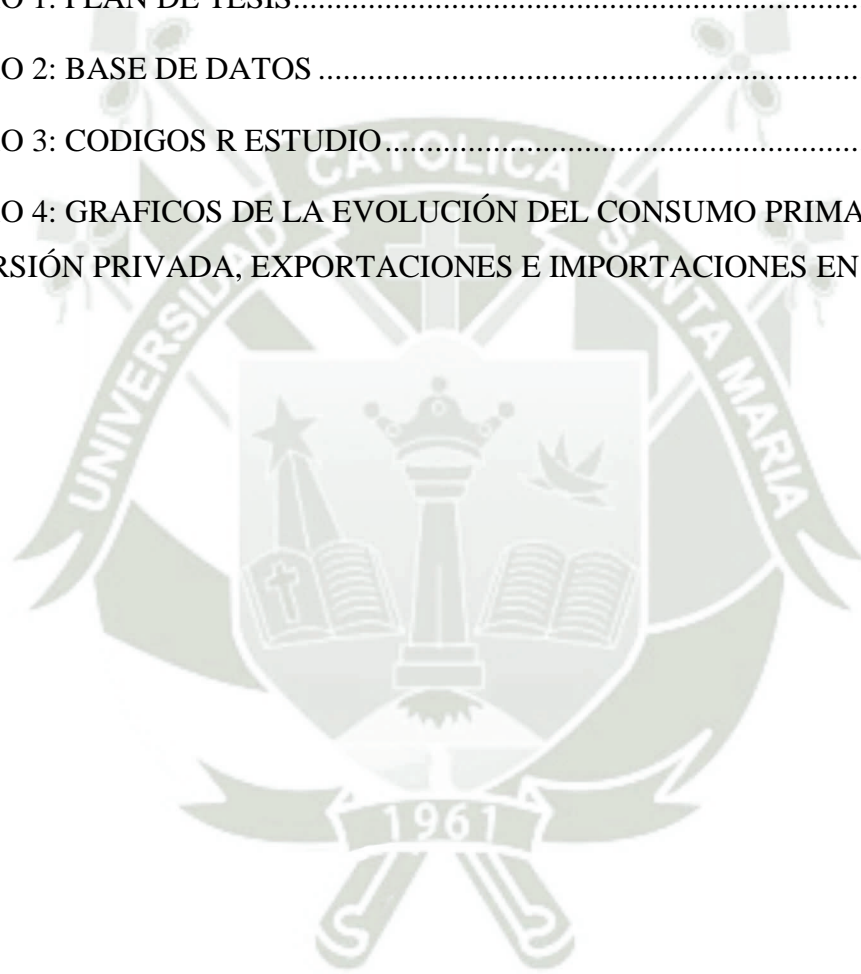 O 1: PLAN DE TESIS
O 2: BASE DE DATOS
O 3: CODIGOS R ESTUDIO
O 4: GRAFICOS DE LA EVOLUCIÓN DEL CONSUMO PRIMA
RSIÓN PRIVADA, EXPORTACIONES E IMPORTACIONES EN
UNIVERSIDAD CATOLICA SANTA MARIA
1961